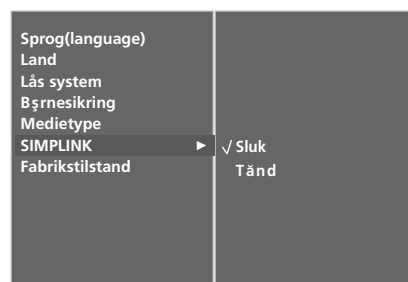 Sprog(language)
Land
Lås system
Bşrnesikring
Medietype
SIMPLINK ►
√ Sluk
Tănd
Fabrikstilstand